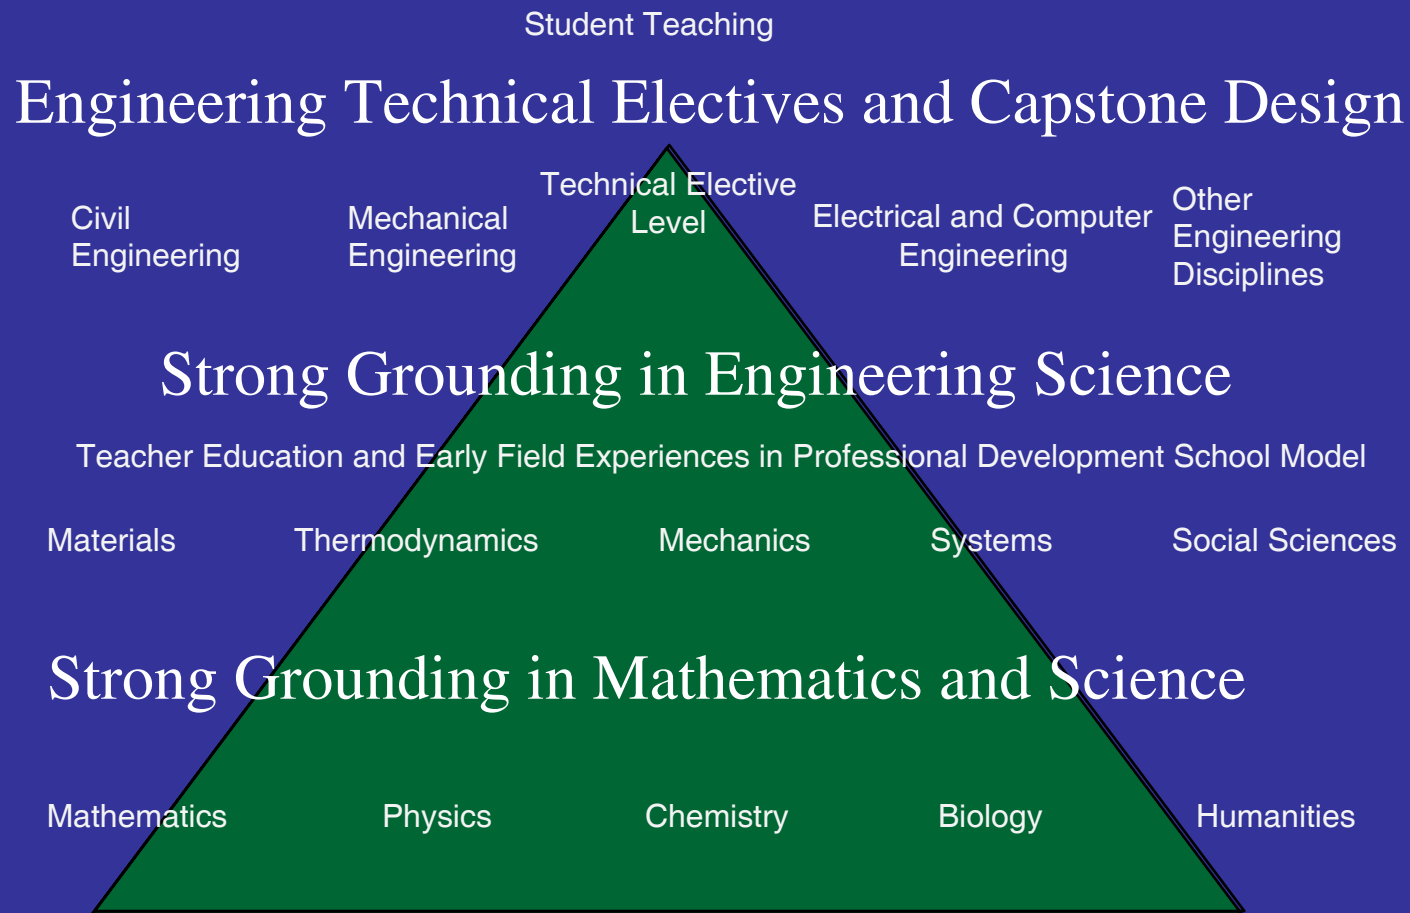 Student Teaching
Engineering Technical Electives and Capstone Design
Civil
Engineering
Mechanical
Engineering
Technical Elective
Level
Electrical and Computer
Engineering
Other
Engineering
Disciplines
Strong Grounding in Engineering Science
Teacher Education and Early Field Experiences in Professional Development School Model
Materials
Thermodynamics
Mechanics
Systems
Social Sciences
Strong Grounding in Mathematics and Science
Mathematics
Physics
Chemistry
Biology
Humanities